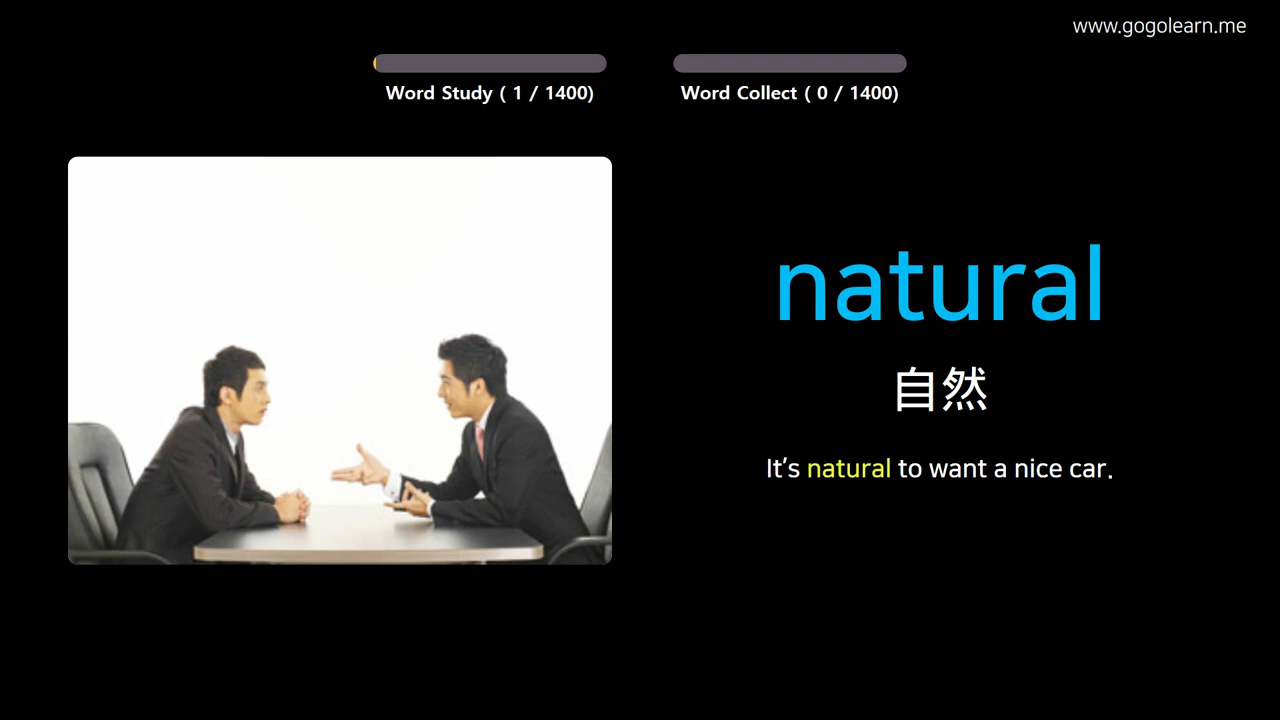 www.gogolearn.me
Word Study ( 1 / 1400)
Word Collect ( 0 / 1400)
natural
自然
It's natural to want a nice car.